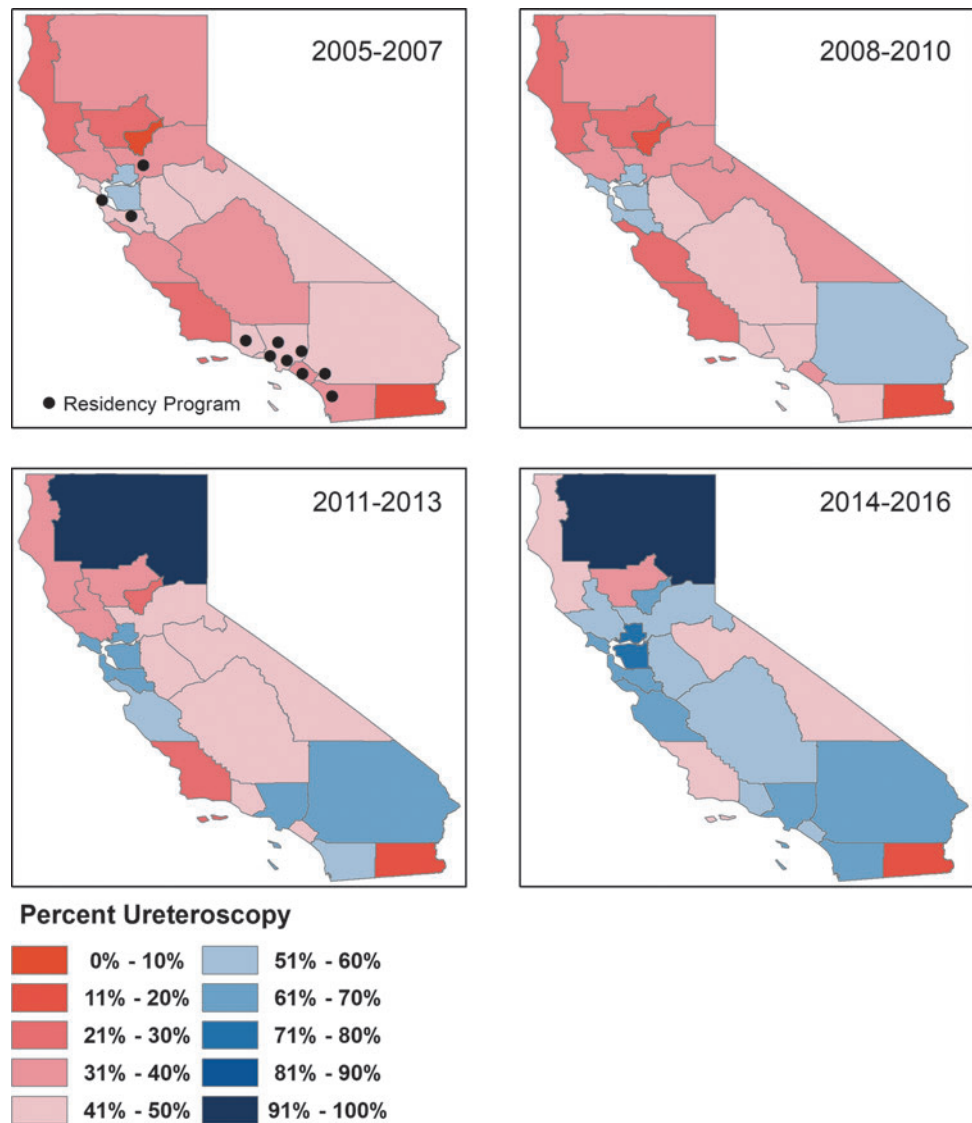 2005-2007
2008-2010
Residency Program
2011-2013
2014-2016
Percent Ureteroscopy
0% - 10%
51% - 60%
11% - 20%
61% - 70%
21% - 30%
71% - 80%
31% - 40%
81% - 90%
41% - 50%
91% - 100%